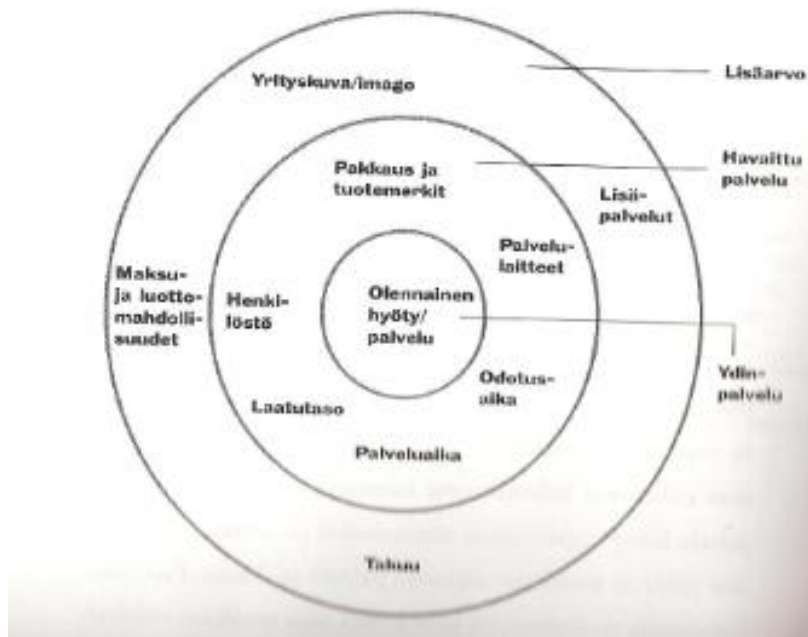 Yrityskuva/imago
Lisäarvo
Pakkaus ja
tuotemerkit
Havaittu
palvelu
Lisä-
palvelut
Palvelu-
laitteet
Maksu-
ja luotto-
mahdolli-
suudet
Henki-
löstö
Olennainen
hyöty/
palvelu
Odotus-
aika
Ydin-
palvelu
Laatutaso
Palveluaika
Takuu